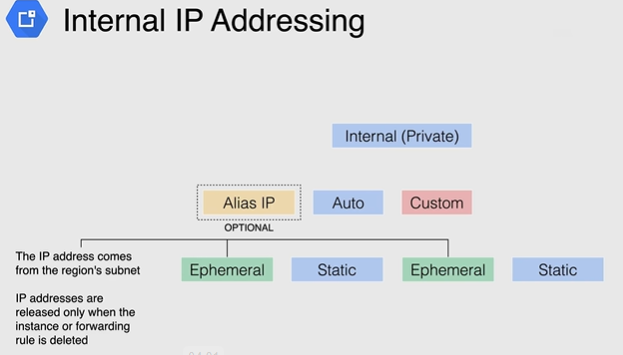 Internal IP Addressing
Internal (Private)
Alias IP
Auto
Custom
OPTIONAL
The IP address comes
from the region's subnet
Ephemeral
Static
Ephemeral
Static
IP addresses are
released only when the
instance or forwarding
rule is deleted